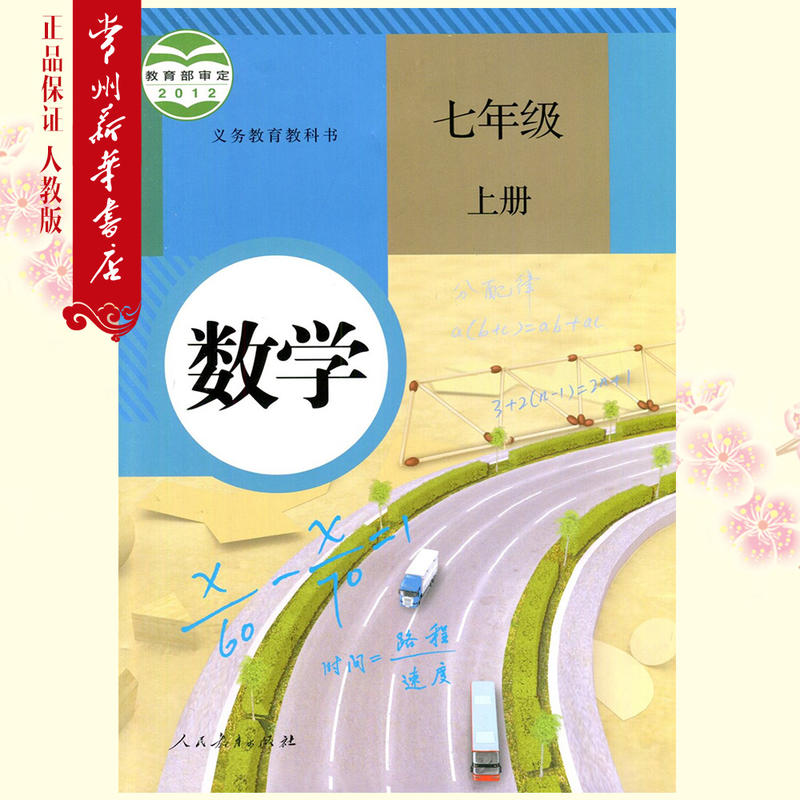 正品保证 人教版
常州新华书店
教育部审定
2012
义务教育教科书
七年级
上册
数学
分配律
a(b+c)=ab+ac
3+2(n-1)=2n+1
x/60 - x/70 =1
时间=路程/速度
人民教育出版社